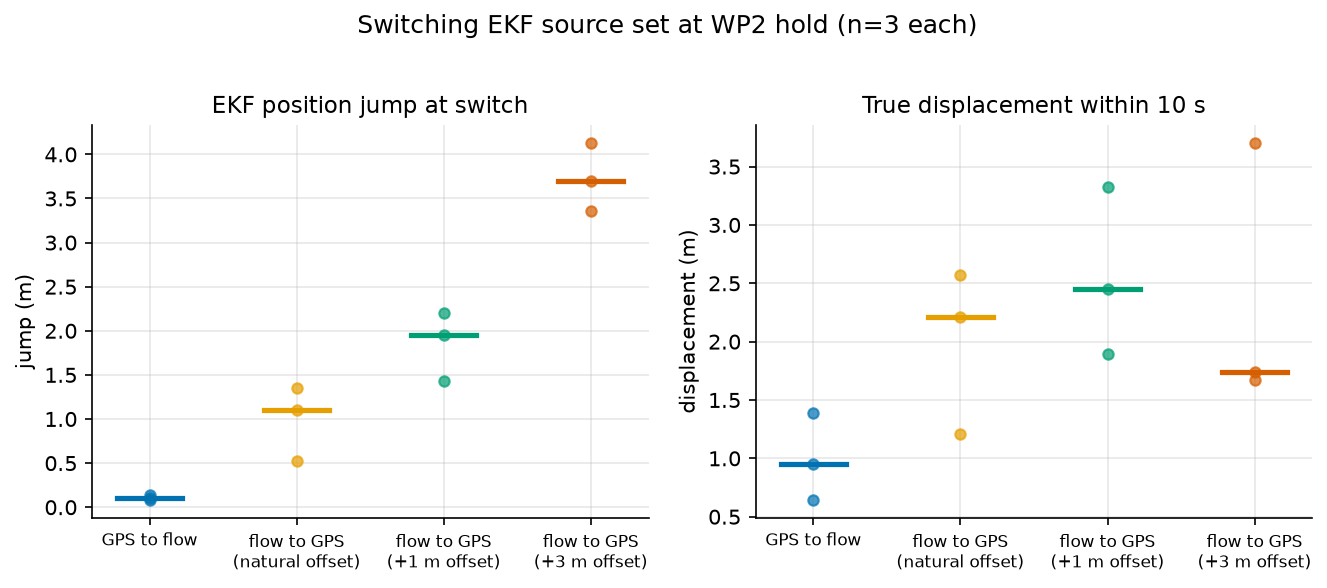 Switching EKF source set at WP2 hold (n=3 each)
EKF position jump at switch
jump (m)
4.0
3.5
3.0
2.5
2.0
1.5
1.0
0.5
0.0
GPS to flow
flow to GPS
(natural offset)
flow to GPS
(+1 m offset)
flow to GPS
(+3 m offset)
True displacement within 10 s
displacement (m)
3.5
3.0
2.5
2.0
1.5
1.0
0.5
GPS to flow
flow to GPS
(natural offset)
flow to GPS
(+1 m offset)
flow to GPS
(+3 m offset)